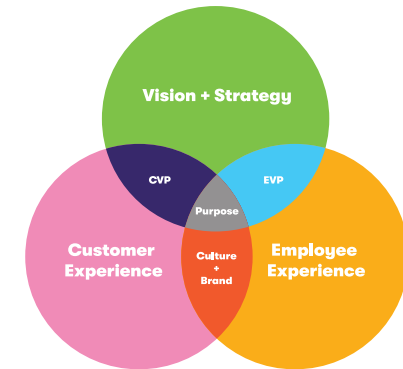 Vision + Strategy
CVP
EVP
Purpose
Customer
Experience
Culture
+
Brand
Employee
Experience